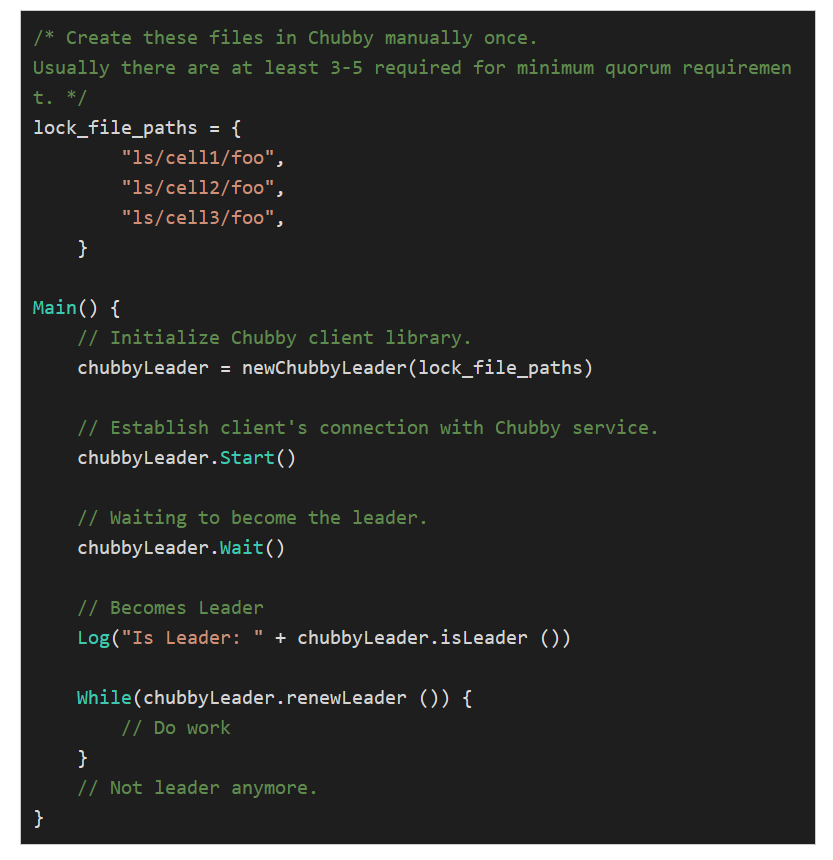 /* Create these files in Chubby manually once.
Usually there are at least 3-5 required for minimum quorum requiremen
t. */
lock_file_paths = {
        "ls/cell1/foo",
        "ls/cell2/foo",
        "ls/cell3/foo",
    }

Main() {
    // Initialize Chubby client library.
    chubbyLeader = newChubbyLeader(lock_file_paths)

    // Establish client's connection with Chubby service.
    chubbyLeader.Start()

    // Waiting to become the leader.
    chubbyLeader.Wait()

    // Becomes Leader
    Log("Is Leader: " + chubbyLeader.isLeader ())

    While(chubbyLeader.renewLeader ()) {
        // Do work
    }
    // Not leader anymore.
}